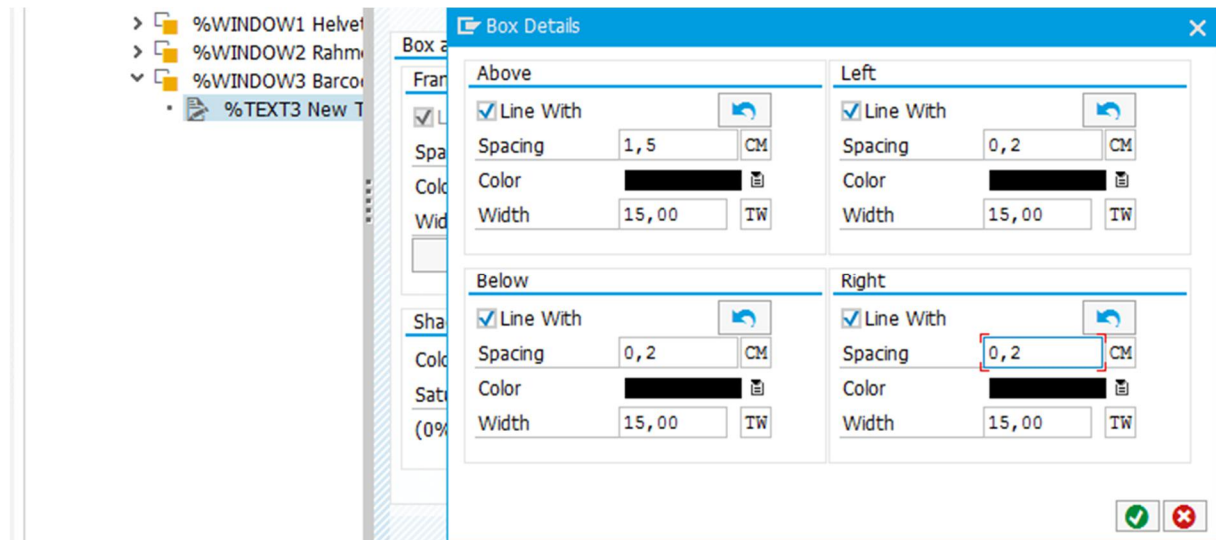 %WINDOW1 Helvet
%WINDOW2 Rahme
%WINDOW3 Barco
%TEXT3 New T
Box a
Fran
Spa
Colo
Wid
Sha
Colo
Satu
(0%
Box Details
Above
Line With
Spacing 1,5 CM
Color
Width 15,00 TW
Left
Line With
Spacing 0,2 CM
Color
Width 15,00 TW
Below
Line With
Spacing 0,2 CM
Color
Width 15,00 TW
Right
Line With
Spacing 0,2 CM
Color
Width 15,00 TW